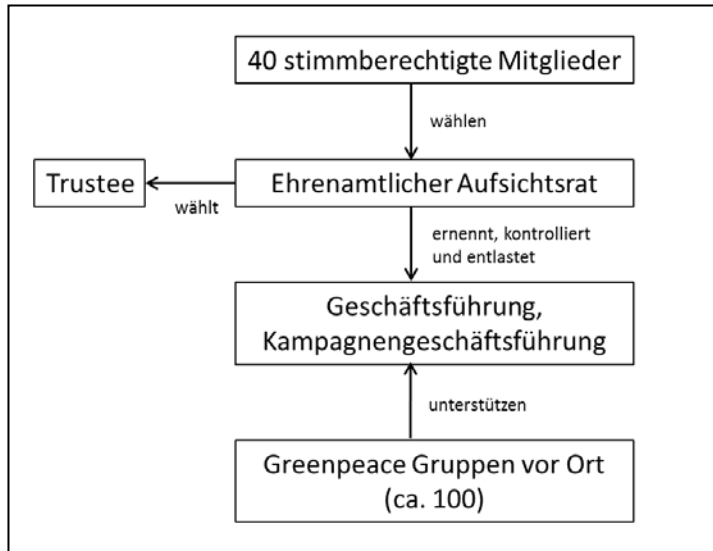 40 stimmberechtigte Mitglieder
wählen
Trustee
Ehrenamtlicher Aufsichtsrat
wählt
ernennt, kontrolliert
und entlastet
Geschäftsführung,
Kampagnengeschäftsführung
unterstützen
Greenpeace Gruppen vor Ort
(ca. 100)